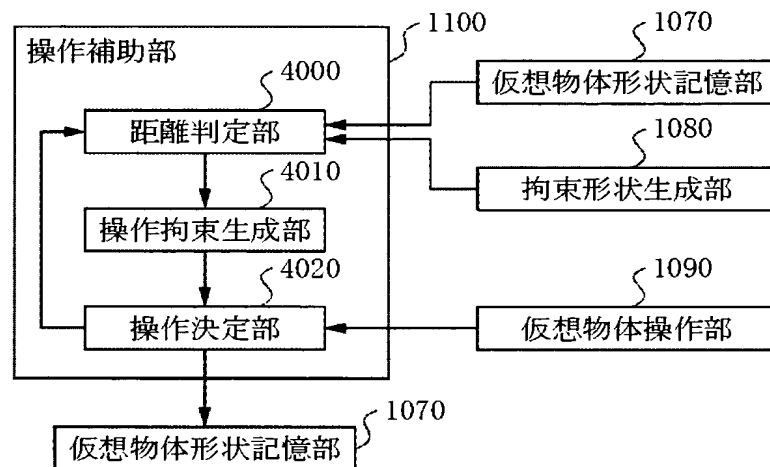 1100
操作補助部
4000
距離判定部
4010
操作拘束生成部
4020
操作決定部
1070
仮想物体形状記憶部
1080
拘束形状生成部
1090
仮想物体操作部
1070
仮想物体形状記憶部